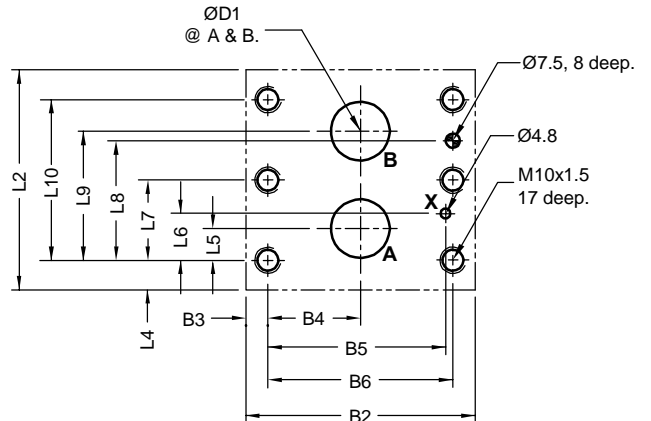 ØD1
@ A & B.
Ø7.5, 8 deep.
Ø4.8
M10x1.5
17 deep.
B
X
A
L2
L10
L9
L8
L7
L6
L5
L4
B3
B4
B5
B6
B2